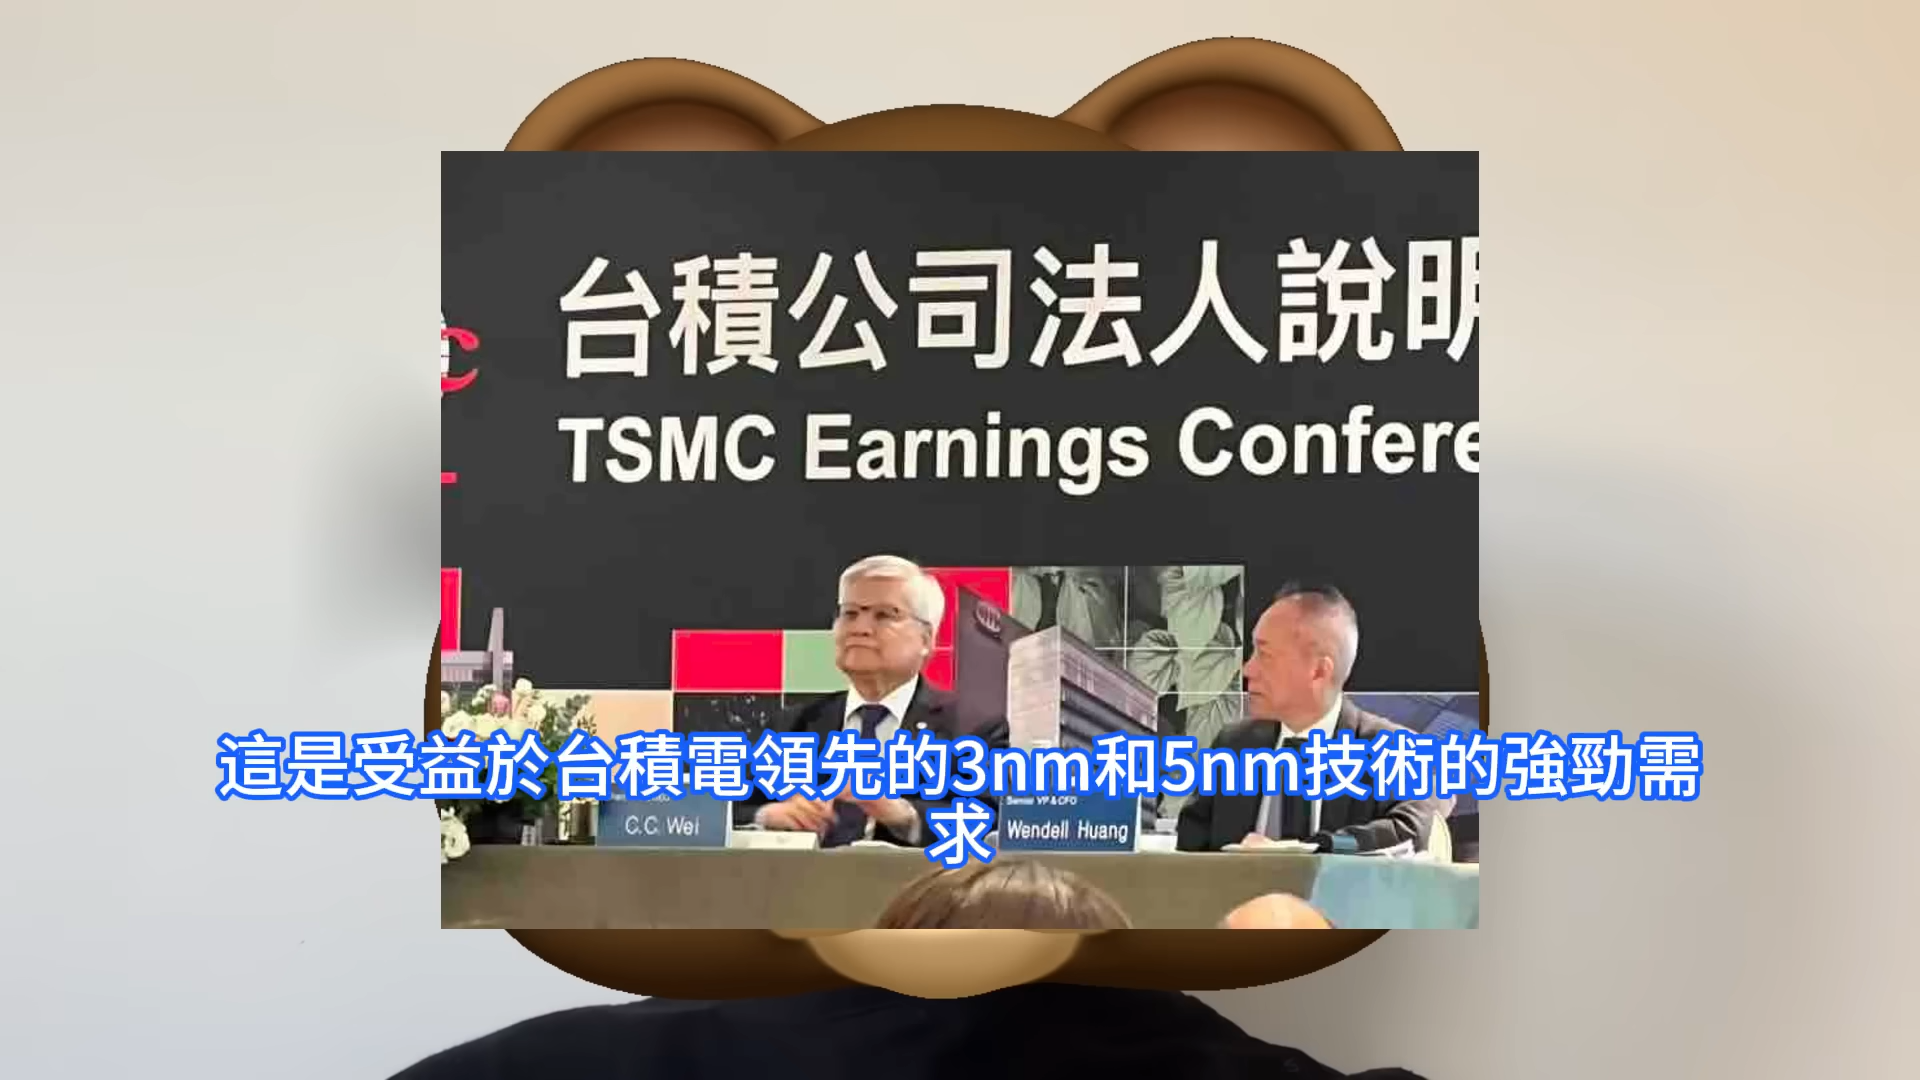 台積公司法人說明
TSMC Earnings Confere
這是受益於台積電領先的3nm和5nm技術的強勁需
求
C.C. Wei
Senior VP & CFO
Wendell Huang